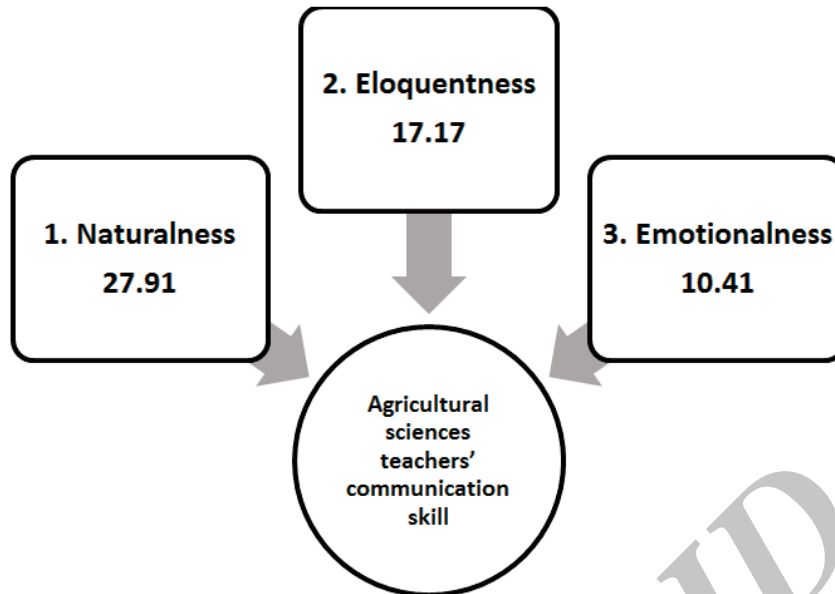 2. Eloquentness
17.17
1. Naturalness
27.91
3. Emotionalness
10.41
Agricultural
sciences
teachers’
communication
skill